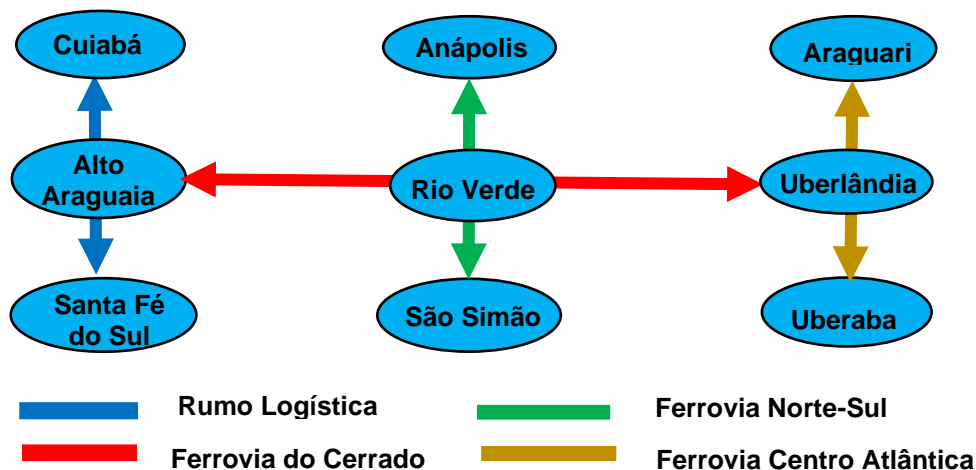 Cuiabá
Anápolis
Araguari
Alto
Araguaia
Rio Verde
Uberlândia
Santa Fé
do Sul
São Simão
Uberaba
Rumo Logística
Ferrovia Norte-Sul
Ferrovia do Cerrado
Ferrovia Centro Atlântica